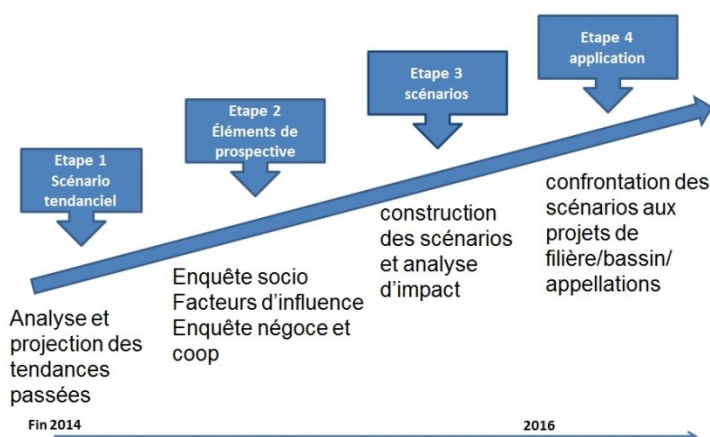 Etape 1
Scénario
tendanciel
Etape 2
Éléments de
prospective
Etape 3
scénarios
Etape 4
application
Analyse et
projection des
tendances
passées
Enquête socio
Facteurs d'influence
Enquête négoce et
coop
construction
des scénarios
et analyse
d'impact
confrontation des
scénarios aux
projets de
filière/bassin/
appellations
Fin 2014
2016